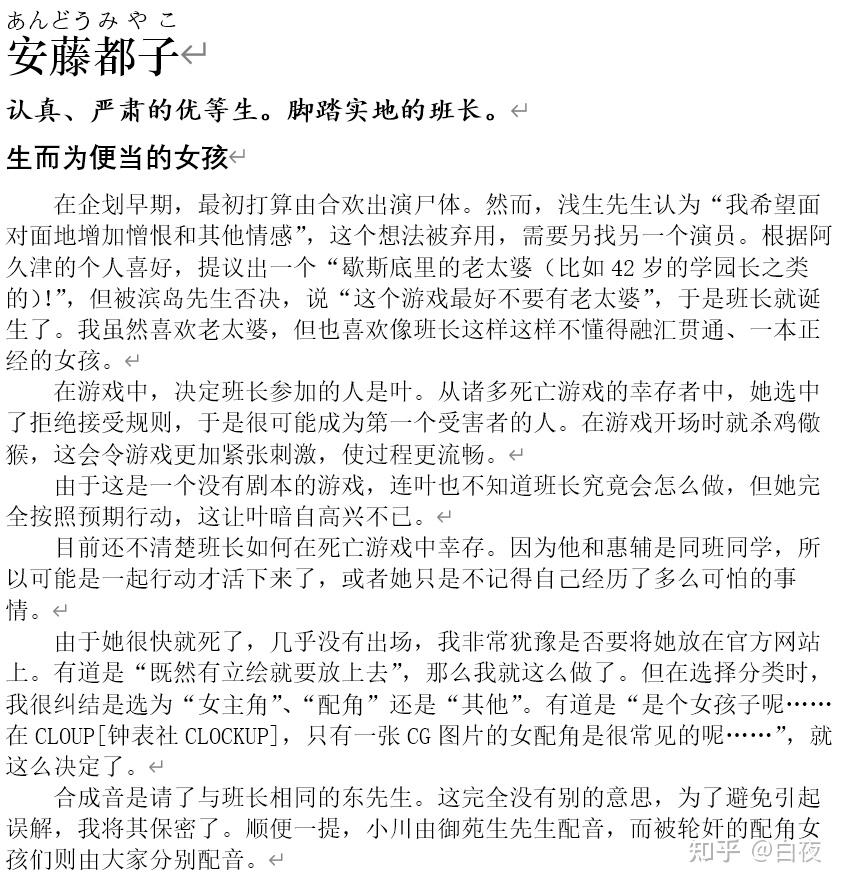 あんどうみやこ
安藤都子↵
认真、严肃的优等生。脚踏实地的班长。↵
生而为便当的女孩↵
在企划早期，最初打算由合欢出演尸体。然而，浅生先生认为“我希望面
对面地增加憎恨和其他情感”，这个想法被弃用，需要另找另一个演员。根据阿
久津的个人喜好，提议出一个“歇斯底里的老太婆（比如 42 岁的学园长之类
的）！”，但被滨岛先生否决，说“这个游戏最好不要有老太婆”，于是班长就诞
生了。我虽然喜欢老太婆，但也喜欢像班长这样这样不懂得融汇贯通、一本正
经的女孩。↵
在游戏中，决定班长参加的人是叶。从诸多死亡游戏的幸存者中，她选中
了拒绝接受规则，于是很可能成为第一个受害者的人。在游戏开场时就杀鸡儆
猴，这会令游戏更加紧张刺激，使过程更流畅。↵
由于这是一个没有剧本的游戏，连叶也不知道班长究竟会怎么做，但她完
全按照预期行动，这让叶暗自高兴不己。↵
目前还不清楚班长如何在死亡游戏中幸存。因为他和惠辅是同班同学，所
以可能是一起行动才活下来了，或者她只是不记得自己经历了多么可怕的事
情。↵
由于她很快就死了，几乎没有出场，我非常犹豫是否要将她放在官方网站
上。有道是“既然有立绘就要放上去”，那么我就这么做了。但在选择分类时，
我很纠结是选为“女主角”、“配角”还是“其他”。有道是“是个女孩子呢……
在 CLOUP[钟表社 CLOCKUP]，只有一张 CG 图片的女配角是很常见的呢……”，就
这么决定了。↵
合成音是请了与班长相同的东先生。这完全没有别的意思，为了避免引起
误解，我将其保密了。顺便一提，小川由御苑生先生配音，而被轮奸的配角女
孩们则由大家分别配音。↵
知乎 @白夜